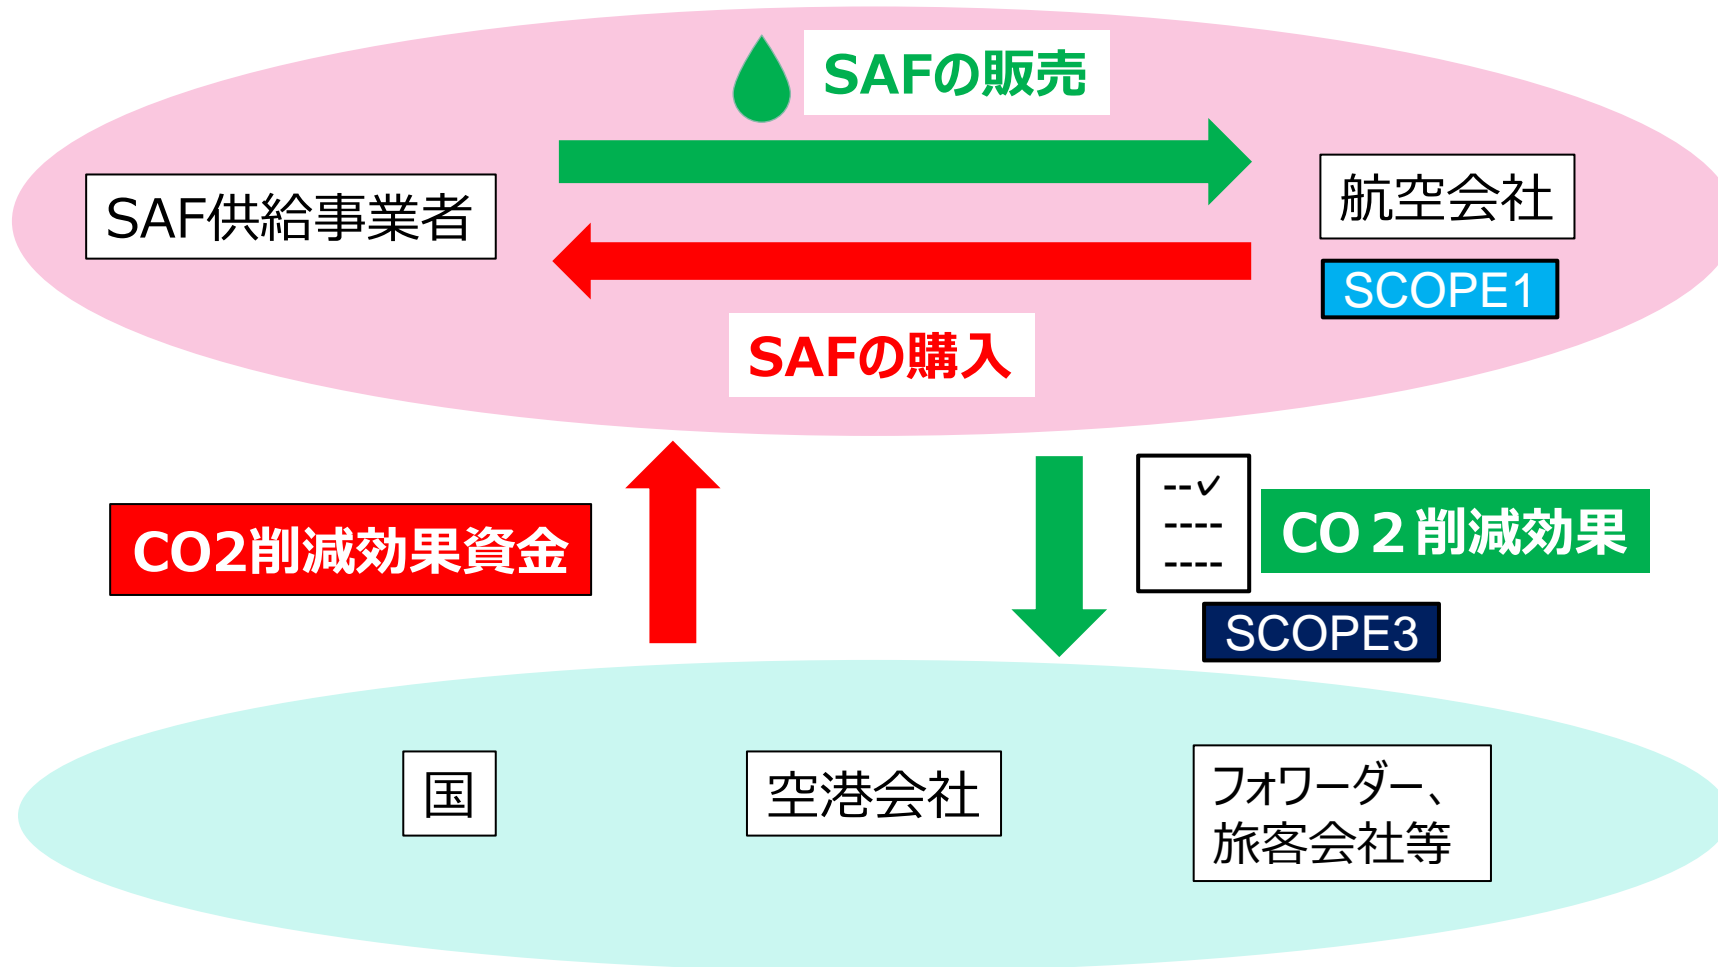 SAFの販売
SAF供給事業者
航空会社
SCOPE1
SAFの購入
CO2削減効果資金
--✓
----
----
CO２削減効果
SCOPE3
国
空港会社
フォワーダー、
旅客会社等